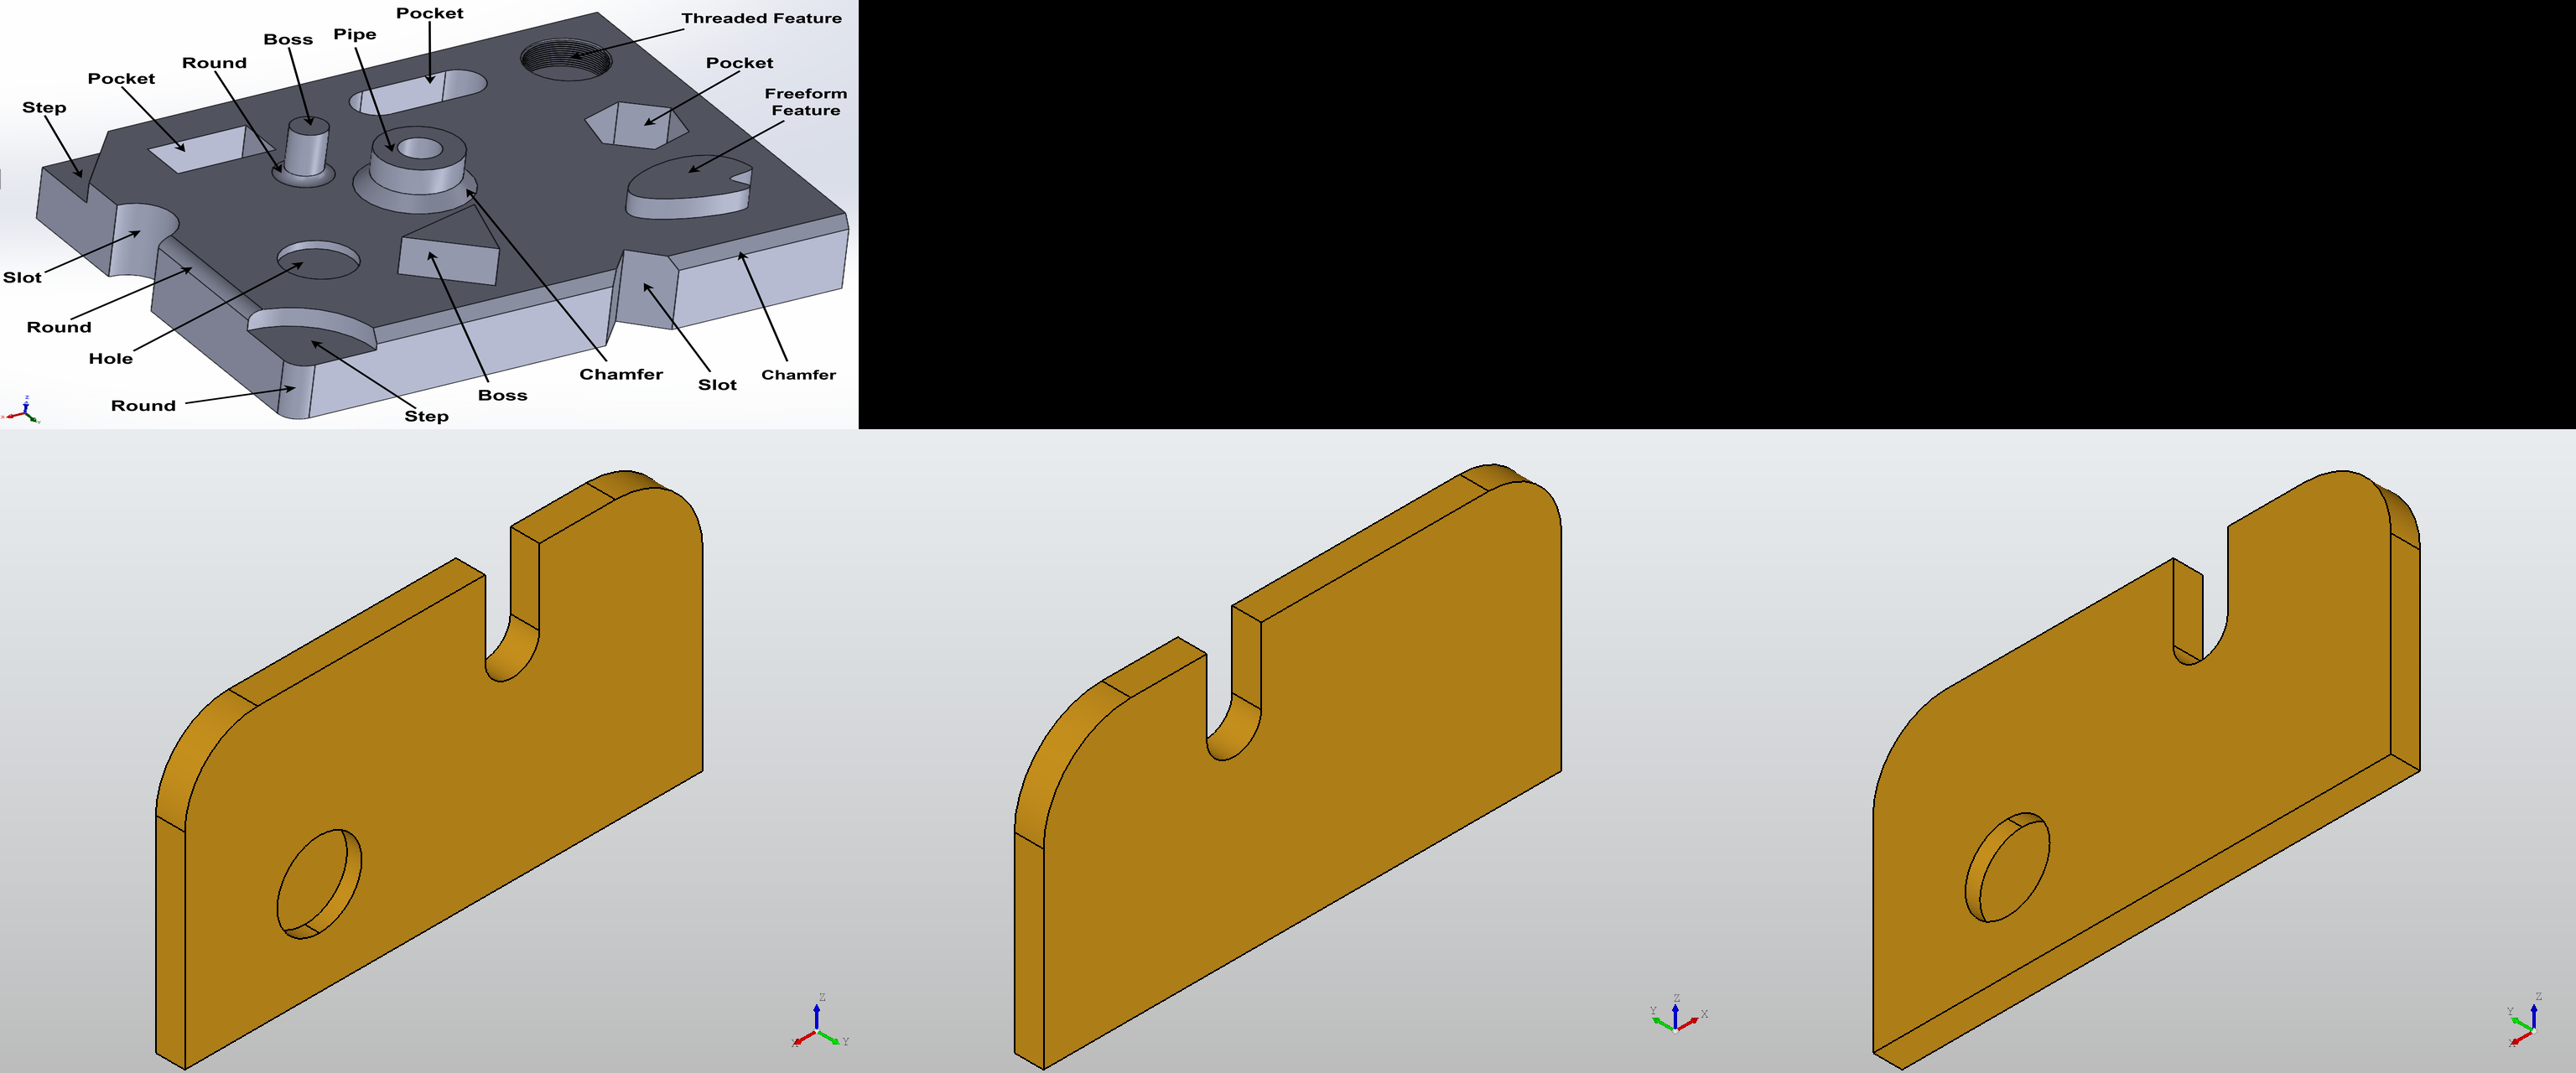 Pocket
Threaded Feature
Boss
Pipe
Round
Pocket
Pocket
Freeform
Feature
Step
Slot
Round
Hole
Chamfer
Slot
Chamfer
Boss
Round
Step
Z
X
Y
Y
Z
X
Y
Z
X